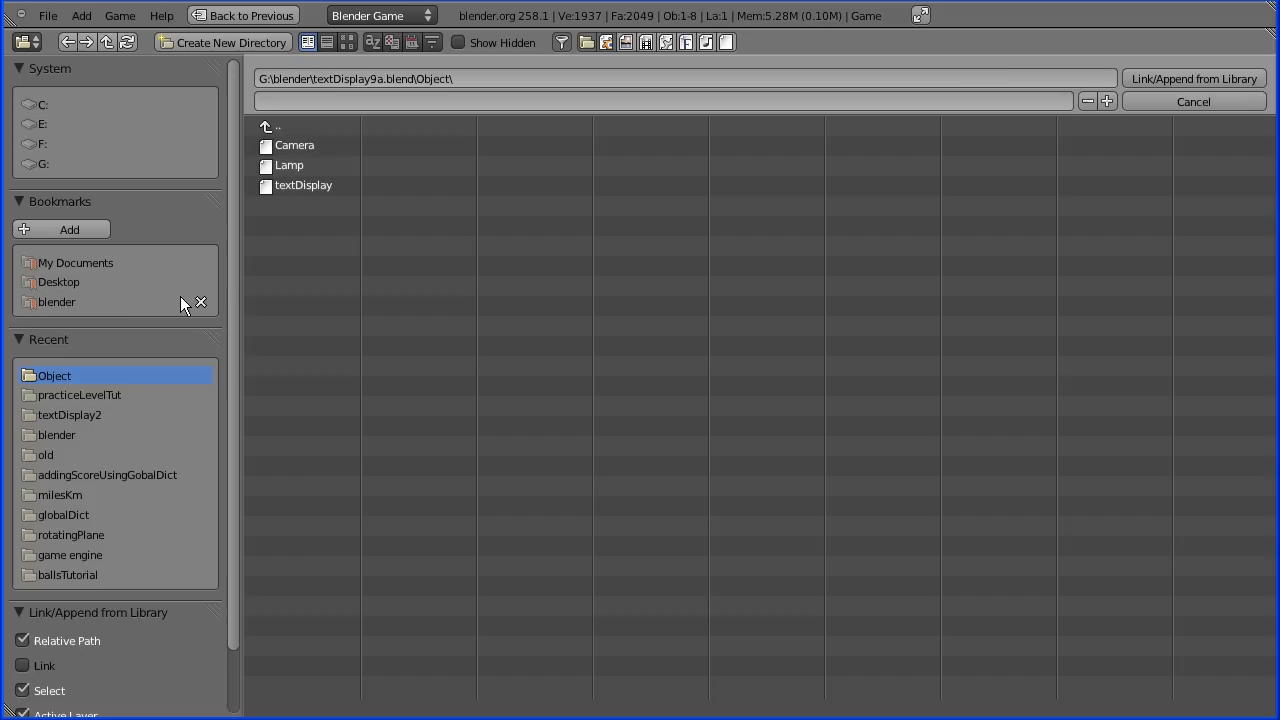 File Add Game Help Back to Previous Blender Game blender.org 258.1 | Ve:1937 | Fa:2049 | Ob:1-8 | La:1 | Mem:5.28M (0.10M) | Game
Create New Directory Show Hidden
System
C:
E:
F:
G:
Bookmarks
Add
My Documents
Desktop
blender
Recent
Object
practiceLevelTut
textDisplay2
blender
old
addingScoreUsingGobalDict
milesKm
globalDict
rotatingPlane
game engine
ballsTutorial
Link/Append from Library
Relative Path
Link
Select
Active Layer
G:\blender\textDisplay9a.blend\Object\ Link/Append from Library
Cancel
..
Camera
Lamp
textDisplay